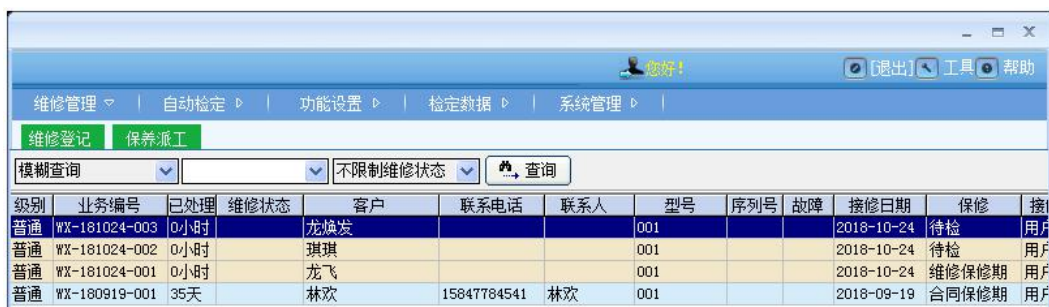 您好! [退出] 工具 帮助
维修管理 自动检定 功能设置 检定数据 系统管理
维修登记 保养派工
模糊查询 不限制维修状态 查询
级别 业务编号 已处理 维修状态 客户 联系电话 联系人 型号 序列号 故障 接修日期 保修 接
普通 WX-181024-003 0小时 龙焕发 001 2018-10-24 待检 用户
普通 WX-181024-002 0小时 琪琪 001 2018-10-24 待检 用户
普通 WX-181024-001 0小时 龙飞 001 2018-10-24 维修保修期 用户
普通 WX-180919-001 35天 林欢 15847784541 林欢 001 2018-09-19 合同保修期 用户